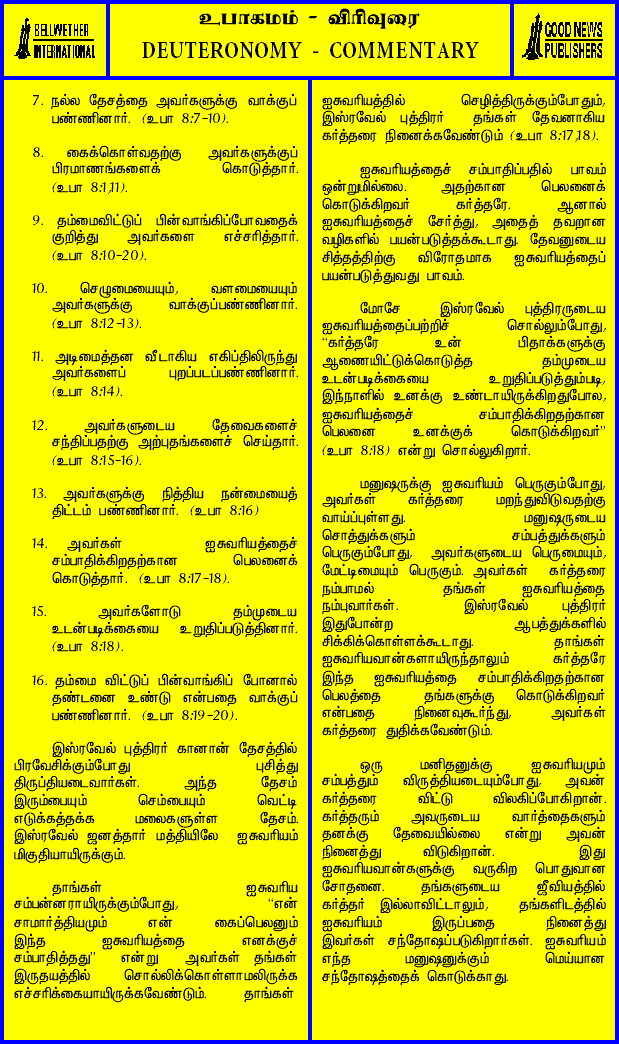 BELLWETHER
INTERNATIONAL
உபாகமம் - விரிவுரை
DEUTERONOMY - COMMENTARY
GOOD NEWS
PUBLISHERS
7. நல்ல தேசத்தை அவர்களுக்கு வாக்குப்
பண்ணினார். (உபா 8:7-10).
8. கைக்கொள்வதற்கு அவர்களுக்குப்
பிரமாணங்களைக் கொடுத்தார்.
(உபா 8:1,11).
9. தம்மைவிட்டுப் பின்வாங்கிப்போவதைக்
குறித்து அவர்களை எச்சரித்தார்.
(உபா 8:10-20).
10. செழுமையையும், வளமையையும்
அவர்களுக்கு வாக்குப்பண்ணினார்.
(உபா 8:12-13).
11. அடிமைத்தன வீடாகிய எகிப்திலிருந்து
அவர்களைப் புறப்படப்பண்ணினார்.
(உபா 8:14).
12. அவர்களுடைய தேவைகளைச்
சந்திப்பதற்கு அற்புதங்களைச் செய்தார்.
(உபா 8:15-16).
13. அவர்களுக்கு நித்திய நன்மையைத்
திட்டம் பண்ணினார். (உபா 8:16)
14. அவர்கள் ஐசுவரியத்தைச்
சம்பாதிக்கிறதற்கான பெலனைக்
கொடுத்தார். (உபா 8:17-18).
15. அவர்களோடு தம்முடைய
உடன்படிக்கையை உறுதிப்படுத்தினார்.
(உபா 8:18).
16. தம்மை விட்டுப் பின்வாங்கிப் போனால்
தண்டனை உண்டு என்பதை வாக்குப்
பண்ணினார். (உபா 8:19-20).
இஸ்ரவேல் புத்திரர் கானான் தேசத்தில்
பிரவேசிக்கும்போது புசித்து
திருப்தியடைவார்கள். அந்த தேசம்
இரும்பையும் செம்பையும் வெட்டி
எடுக்கத்தக்க மலைகளுள்ள தேசம்.
இஸ்ரவேல் ஜனத்தார் மத்தியிலே ஐசுவரியம்
மிகுதியாயிருக்கும்.
தாங்கள் ஐசுவரிய
சம்பன்னராயிருக்கும்போது, "என்
சாமார்த்தியமும் என் கைப்பெலனும்
இந்த ஐசுவரியத்தை எனக்குச்
சம்பாதித்தது" என்று அவர்கள் தங்கள்
இருதயத்தில் சொல்லிக்கொள்ளாமலிருக்க
எச்சரிக்கையாயிருக்கவேண்டும். தாங்கள்
ஐசுவரியத்தில் செழித்திருக்கும்போதும்,
இஸ்ரவேல் புத்திரர் தங்கள் தேவனாகிய
கர்த்தரை நினைக்கவேண்டும் (உபா 8:17,18).
ஐசுவரியத்தைச் சம்பாதிப்பதில் பாவம்
ஒன்றுமில்லை. அதற்கான பெலனைக்
கொடுக்கிறவர் கர்த்தரே. ஆனால்
ஐசுவரியத்தைச் சேர்த்து, அதைத் தவறான
வழிகளில் பயன்படுத்தக்கூடாது. தேவனுடைய
சித்தத்திற்கு விரோதமாக ஐசுவரியத்தைப்
பயன்படுத்துவது பாவம்.
மோசே இஸ்ரவேல் புத்திரருடைய
ஐசுவரியத்தைப்பற்றிச் சொல்லும்போது,
"கர்த்தரே உன் பிதாக்களுக்கு
ஆணையிட்டுக்கொடுத்த தம்முடைய
உடன்படிக்கையை உறுதிப்படுத்தும்படி,
இந்நாளில் உனக்கு உண்டாயிருக்கிறதுபோல,
ஐசுவரியத்தைச் சம்பாதிக்கிறதற்கான
பெலனை உனக்குக் கொடுக்கிறவர்"
(உபா 8:18) என்று சொல்லுகிறார்.
மனுஷருக்கு ஐசுவரியம் பெருகும்போது,
அவர்கள் கர்த்தரை மறந்துவிடுவதற்கு
வாய்ப்புள்ளது. மனுஷருடைய
சொத்துக்களும் சம்பத்துக்களும்
பெருகும்போது, அவர்களுடைய பெருமையும்,
மேட்டிமையும் பெருகும். அவர்கள் கர்த்தரை
நம்பாமல் தங்கள் ஐசுவரியத்தை
நம்புவார்கள். இஸ்ரவேல் புத்திரர்
இதுபோன்ற ஆபத்துக்களில்
சிக்கிக்கொள்ளக்கூடாது. தாங்கள்
ஐசுவரியவான்களாயிருந்தாலும் கர்த்தரே
இந்த ஐசுவரியத்தை சம்பாதிக்கிறதற்கான
பெலத்தை தங்களுக்கு கொடுக்கிறவர்
என்பதை நினைவுகூர்ந்து, அவர்கள்
கர்த்தரை துதிக்கவேண்டும்.
ஒரு மனிதனுக்கு ஐசுவரியமும்
சம்பத்தும் விருத்தியடையும்போது, அவன்
கர்த்தரை விட்டு விலகிப்போகிறான்.
கர்த்தரும் அவருடைய வார்த்தைகளும்
தனக்கு தேவையில்லை என்று அவன்
நினைத்து விடுகிறான். இது
ஐசுவரியவான்களுக்கு வருகிற பொதுவான
சோதனை. தங்களுடைய ஜீவியத்தில்
கர்த்தர் இல்லாவிட்டாலும், தங்களிடத்தில்
ஐசுவரியம் இருப்பதை நினைத்து
இவர்கள் சந்தோஷப்படுகிறார்கள். ஐசுவரியம்
எந்த மனுஷனுக்கும் மெய்யான
சந்தோஷத்தைக் கொடுக்காது.